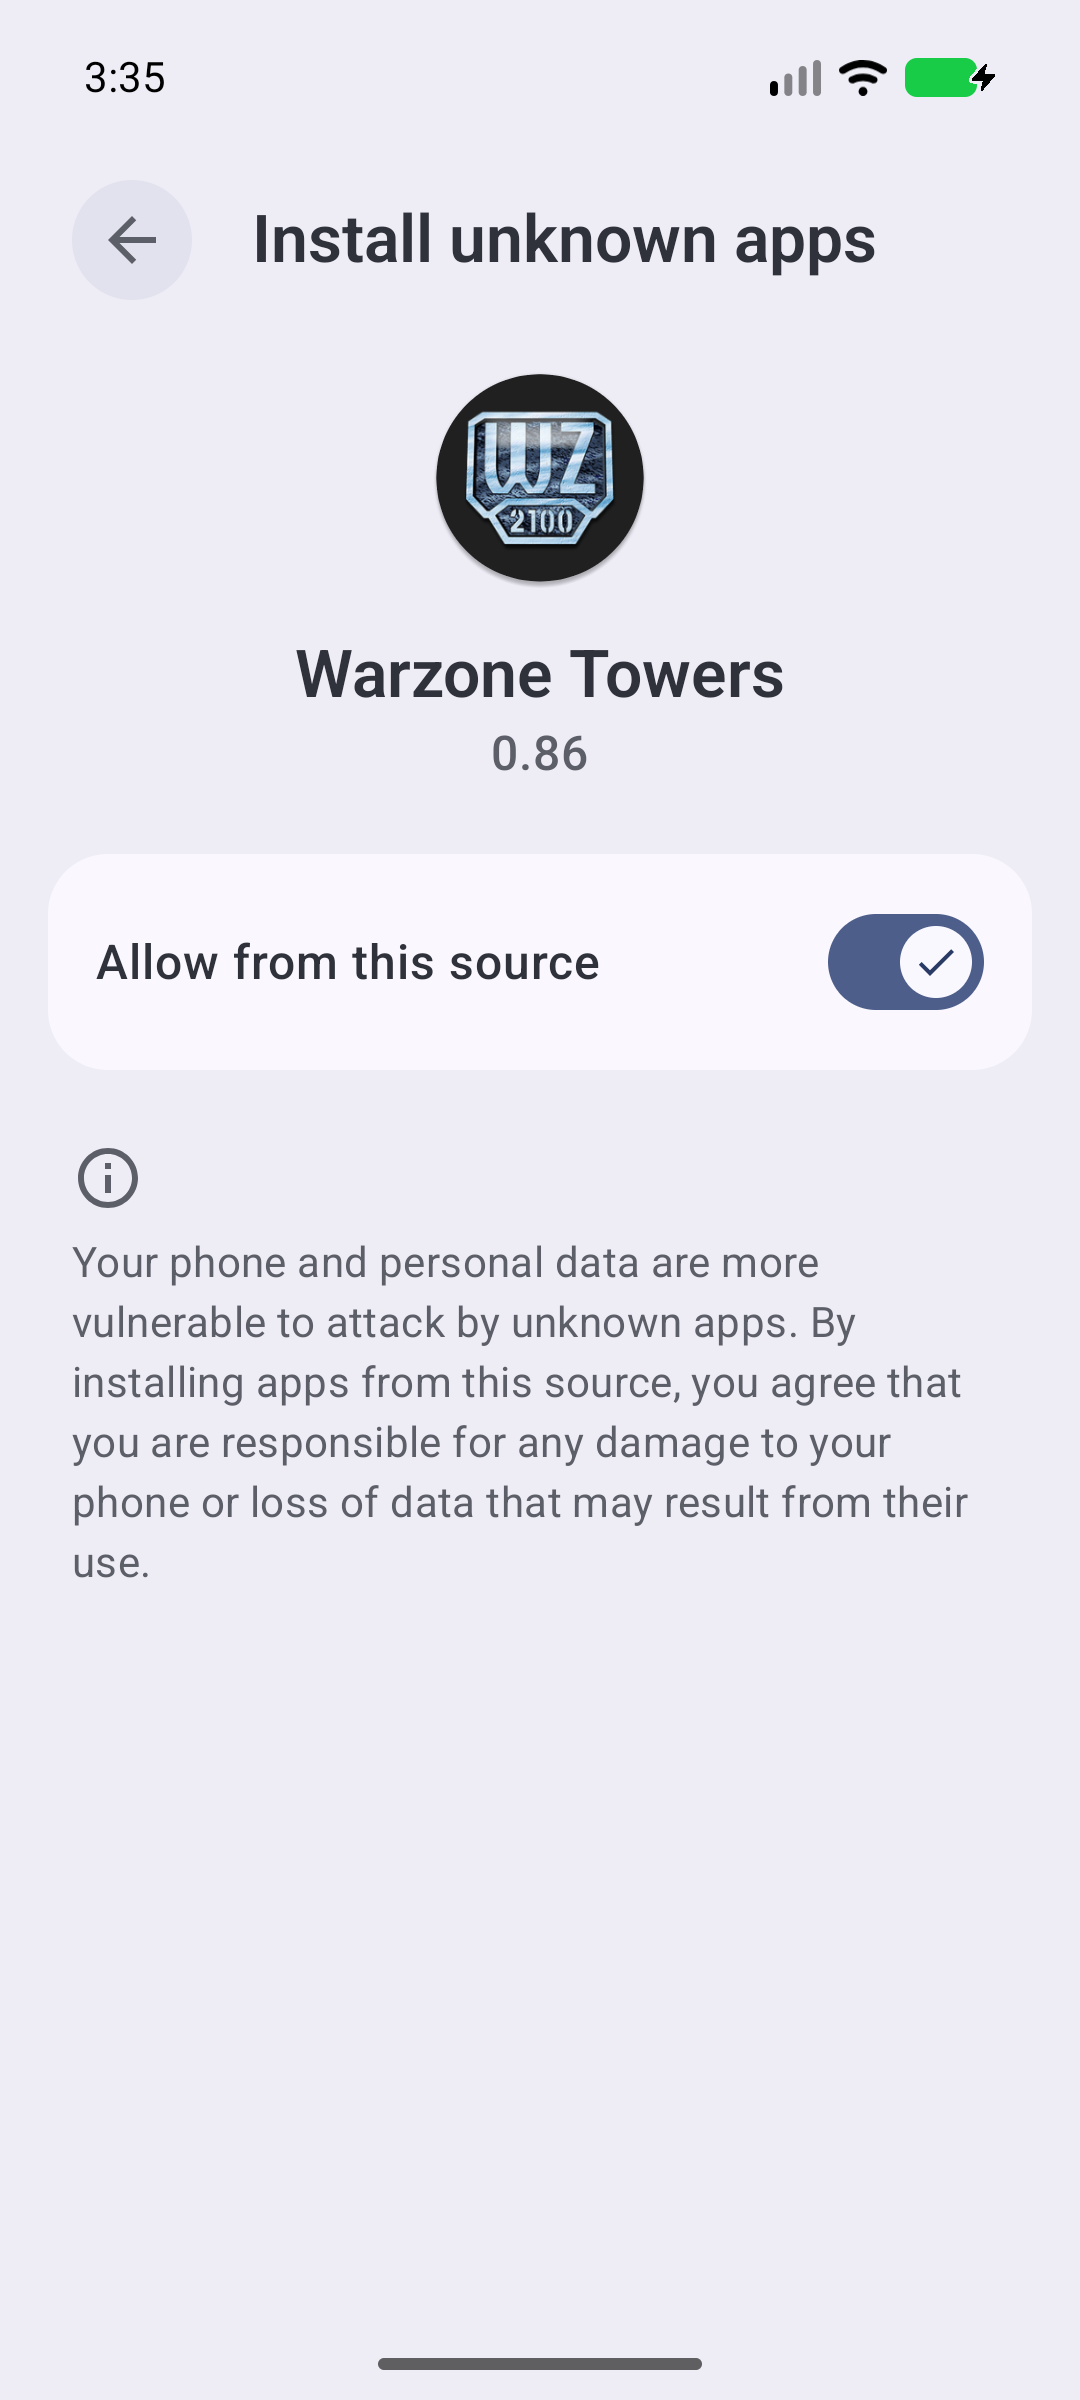 3:35
Install unknown apps
WZ
2100
Warzone Towers
0.86
Allow from this source
Your phone and personal data are more
vulnerable to attack by unknown apps. By
installing apps from this source, you agree that
you are responsible for any damage to your
phone or loss of data that may result from their
use.